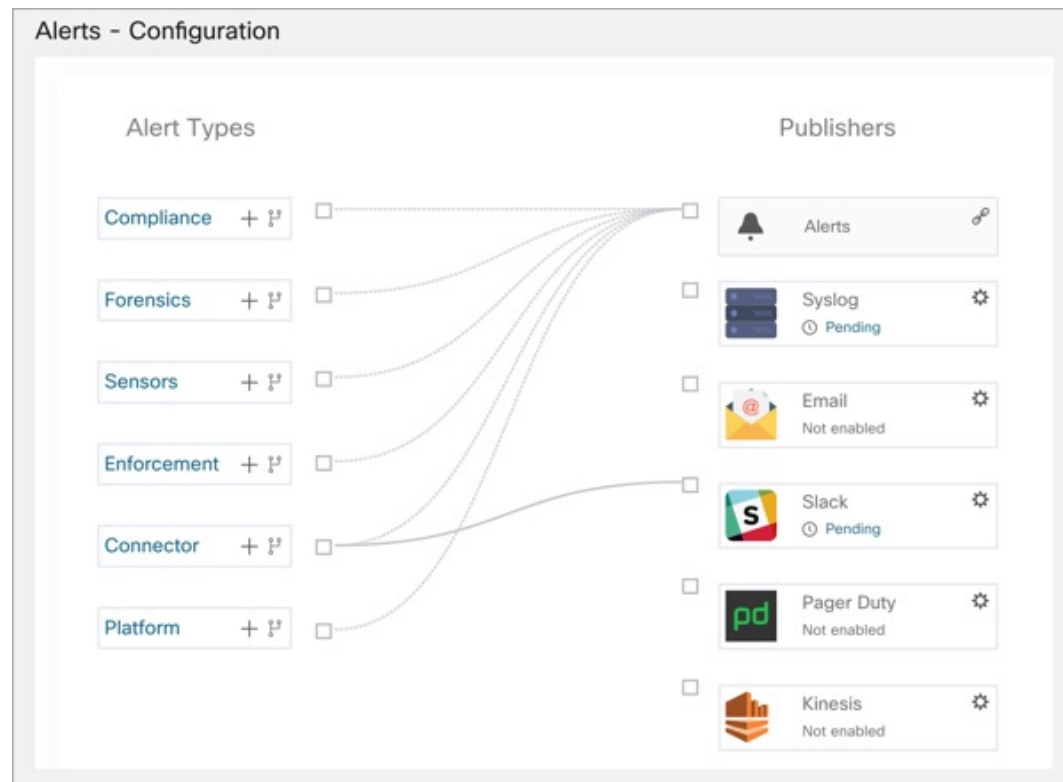 Alerts - Configuration
Alert Types
Publishers
Compliance
Forensics
Sensors
Enforcement
Connector
Platform
Alerts
Syslog
Pending
@
Email
Not enabled
S
Slack
Pending
pd
Pager Duty
Not enabled
Kinesis
Not enabled